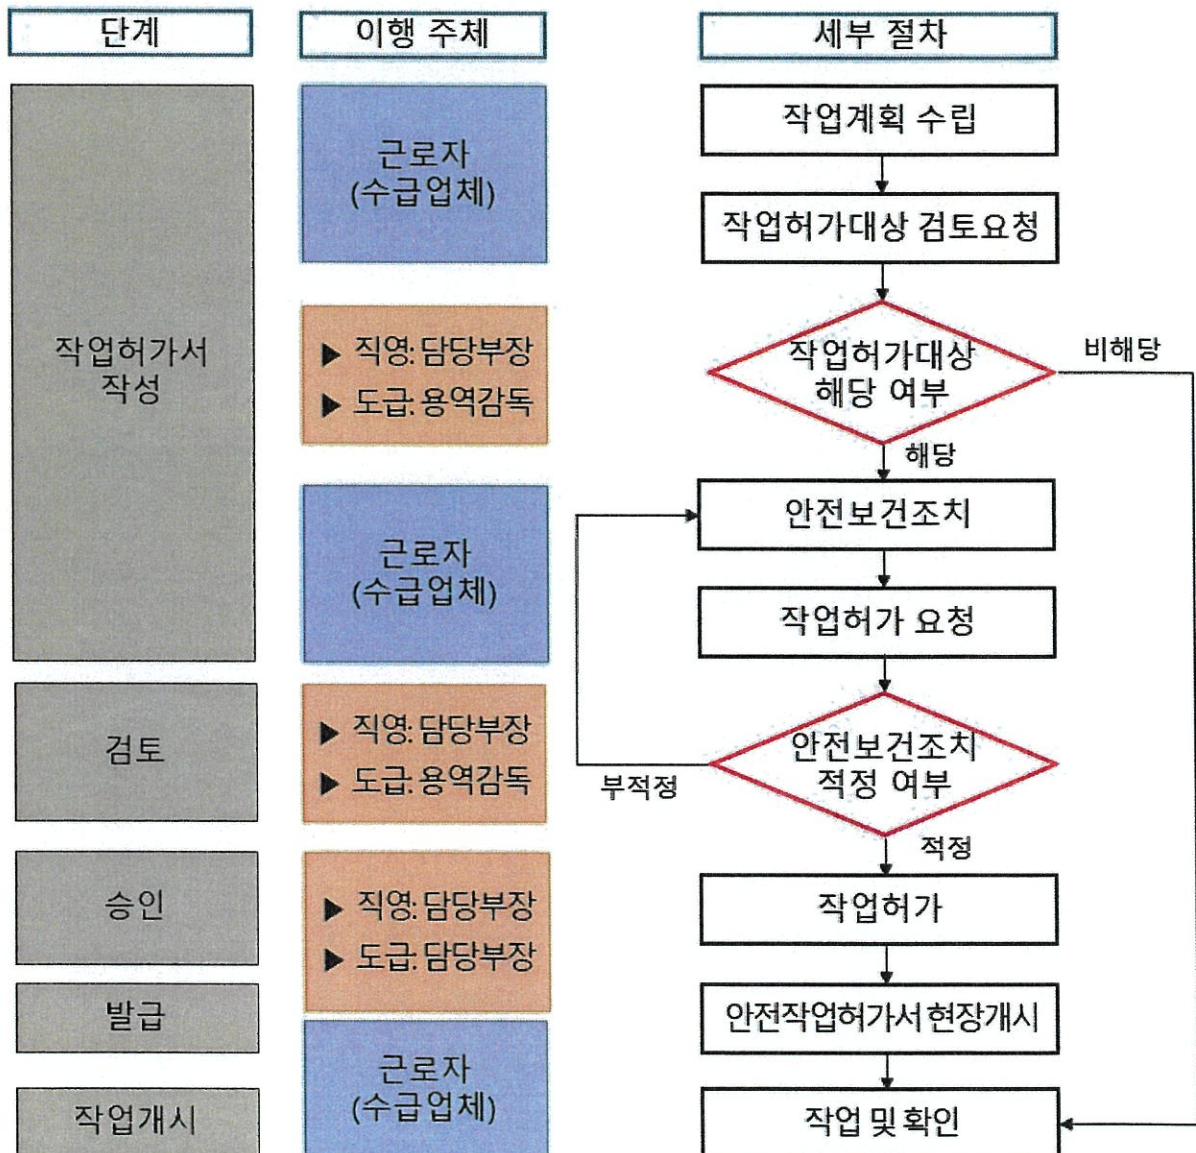 단계
이행 주체
세부 절차
작업허가서
작성
근로자
(수급업체)
작업계획 수립
작업허가대상 검토요청
▶ 직영: 담당부장
▶ 도급: 용역감독
작업허가대상
해당 여부
비해당
해당
근로자
(수급업체)
안전보건조치
작업허가 요청
검토
▶ 직영: 담당부장
▶ 도급: 용역감독
안전보건조치
적정 여부
부적정
적정
승인
▶ 직영: 담당부장
▶ 도급: 담당부장
작업허가
발급
안전작업허가서 현장개시
작업개시
근로자
(수급업체)
작업 및 확인